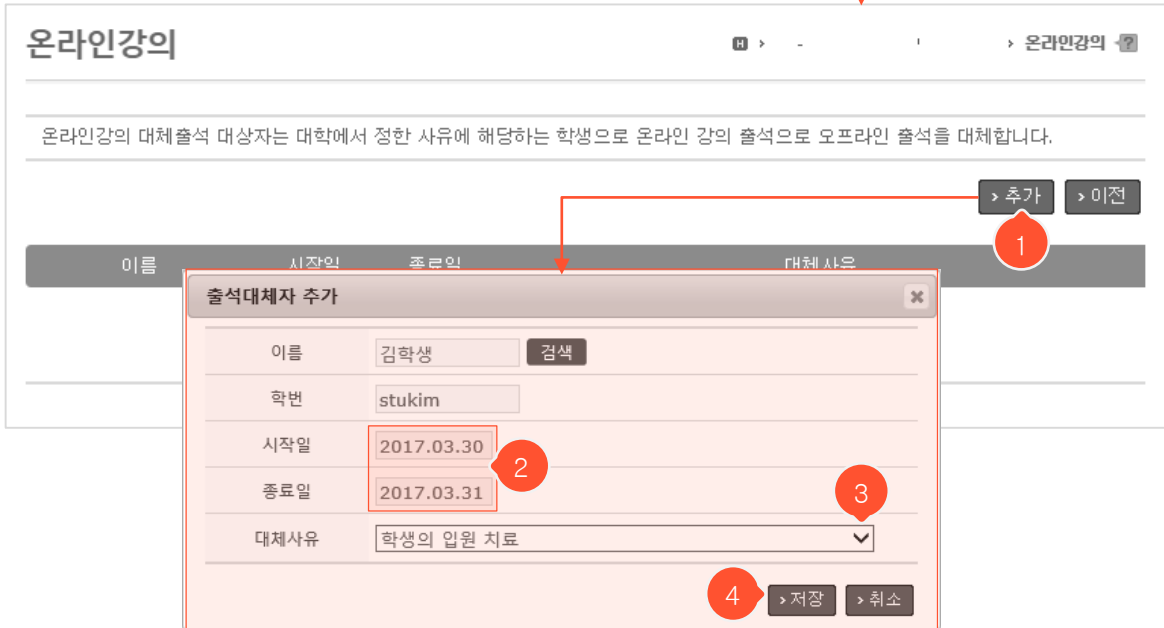 온라인강의
H › - ' › 온라인강의 ?
온라인강의 대체출석 대상자는 대학에서 정한 사유에 해당하는 학생으로 온라인 강의 출석으로 오프라인 출석을 대체합니다.
› 추가 › 이전
1
이름 시작일 종료일 대체사유
출석대체자 추가
이름 김학생 검색
학번 stukim
시작일 2017.03.30
2
종료일 2017.03.31
3
대체사유 학생의 입원 치료
4 › 저장 › 취소